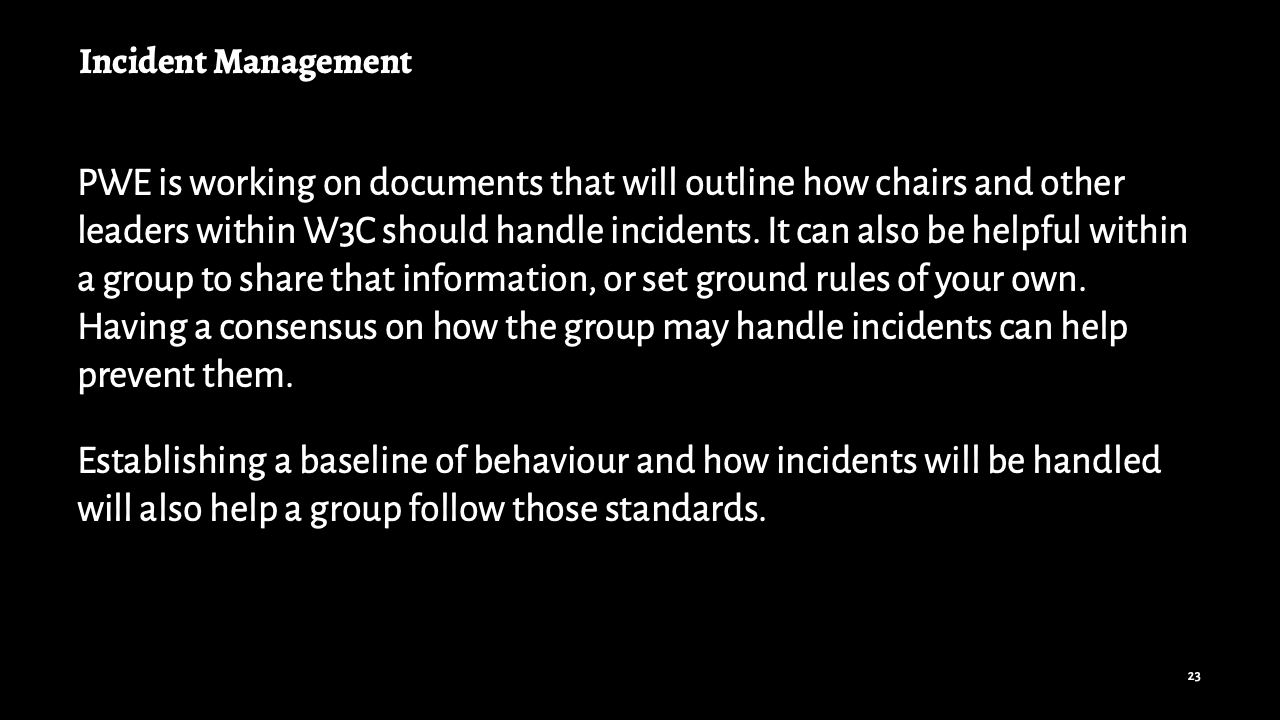 Incident Management
PWE is working on documents that will outline how chairs and other
leaders within W3C should handle incidents. It can also be helpful within
a group to share that information, or set ground rules of your own.
Having a consensus on how the group may handle incidents can help
prevent them.
Establishing a baseline of behaviour and how incidents will be handled
will also help a group follow those standards.
23